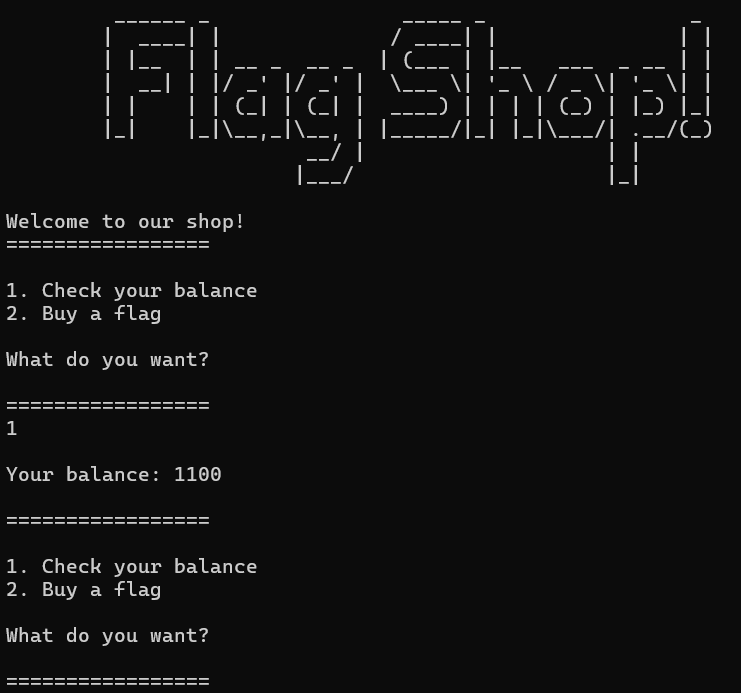 Flag Shop!
Welcome to our shop!
=================
1. Check your balance
2. Buy a flag
What do you want?
=================
1
Your balance: 1100
=================
1. Check your balance
2. Buy a flag
What do you want?
=================